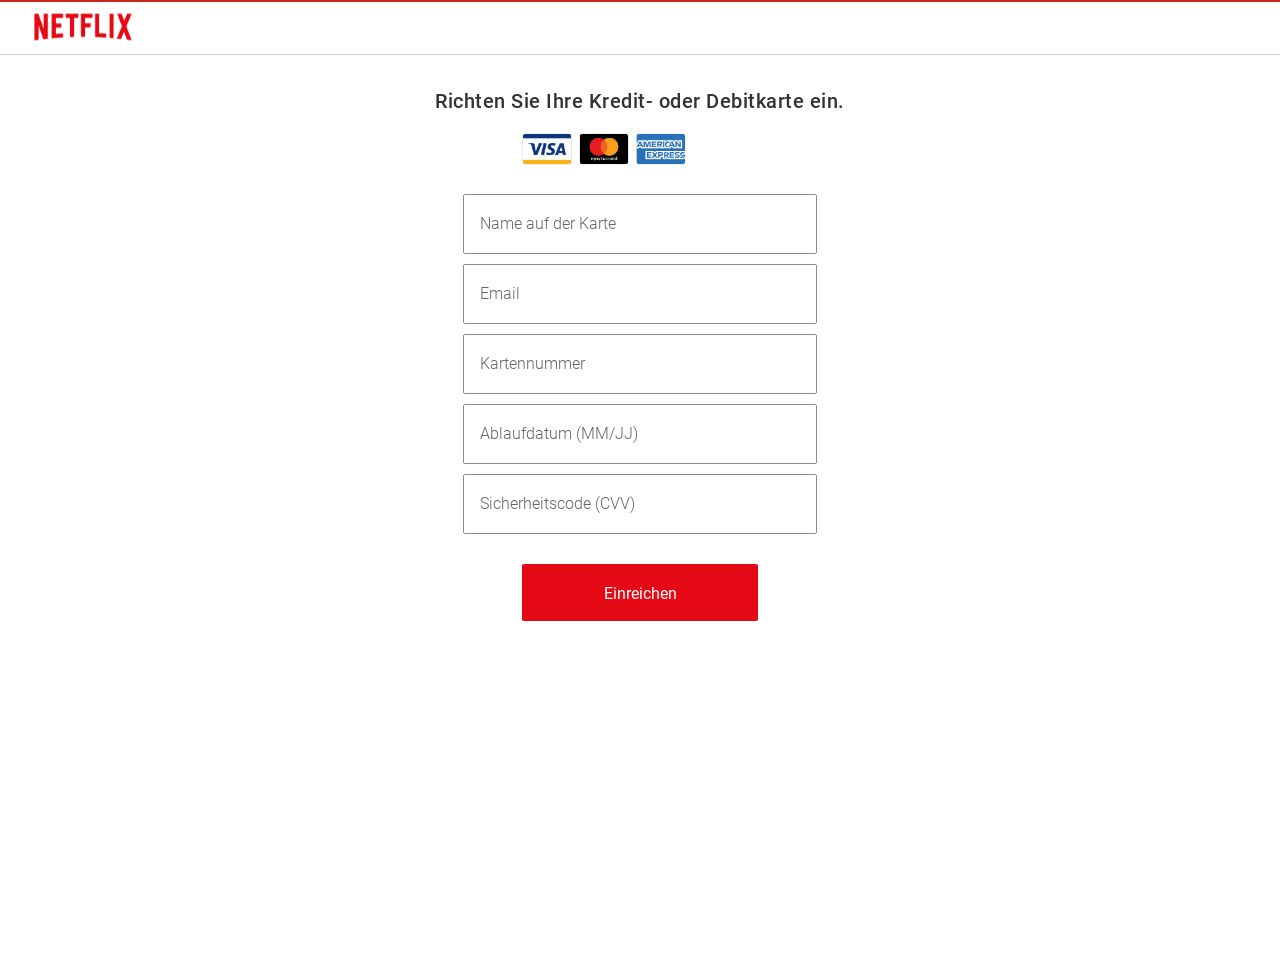 NETFLIX
Richten Sie Ihre Kredit- oder Debitkarte ein.
VISA
AMERICAN
EXPRESS
Name auf der Karte
Email
Kartennummer
Ablaufdatum (MM/JJ)
Sicherheitscode (CVV)
Einreichen